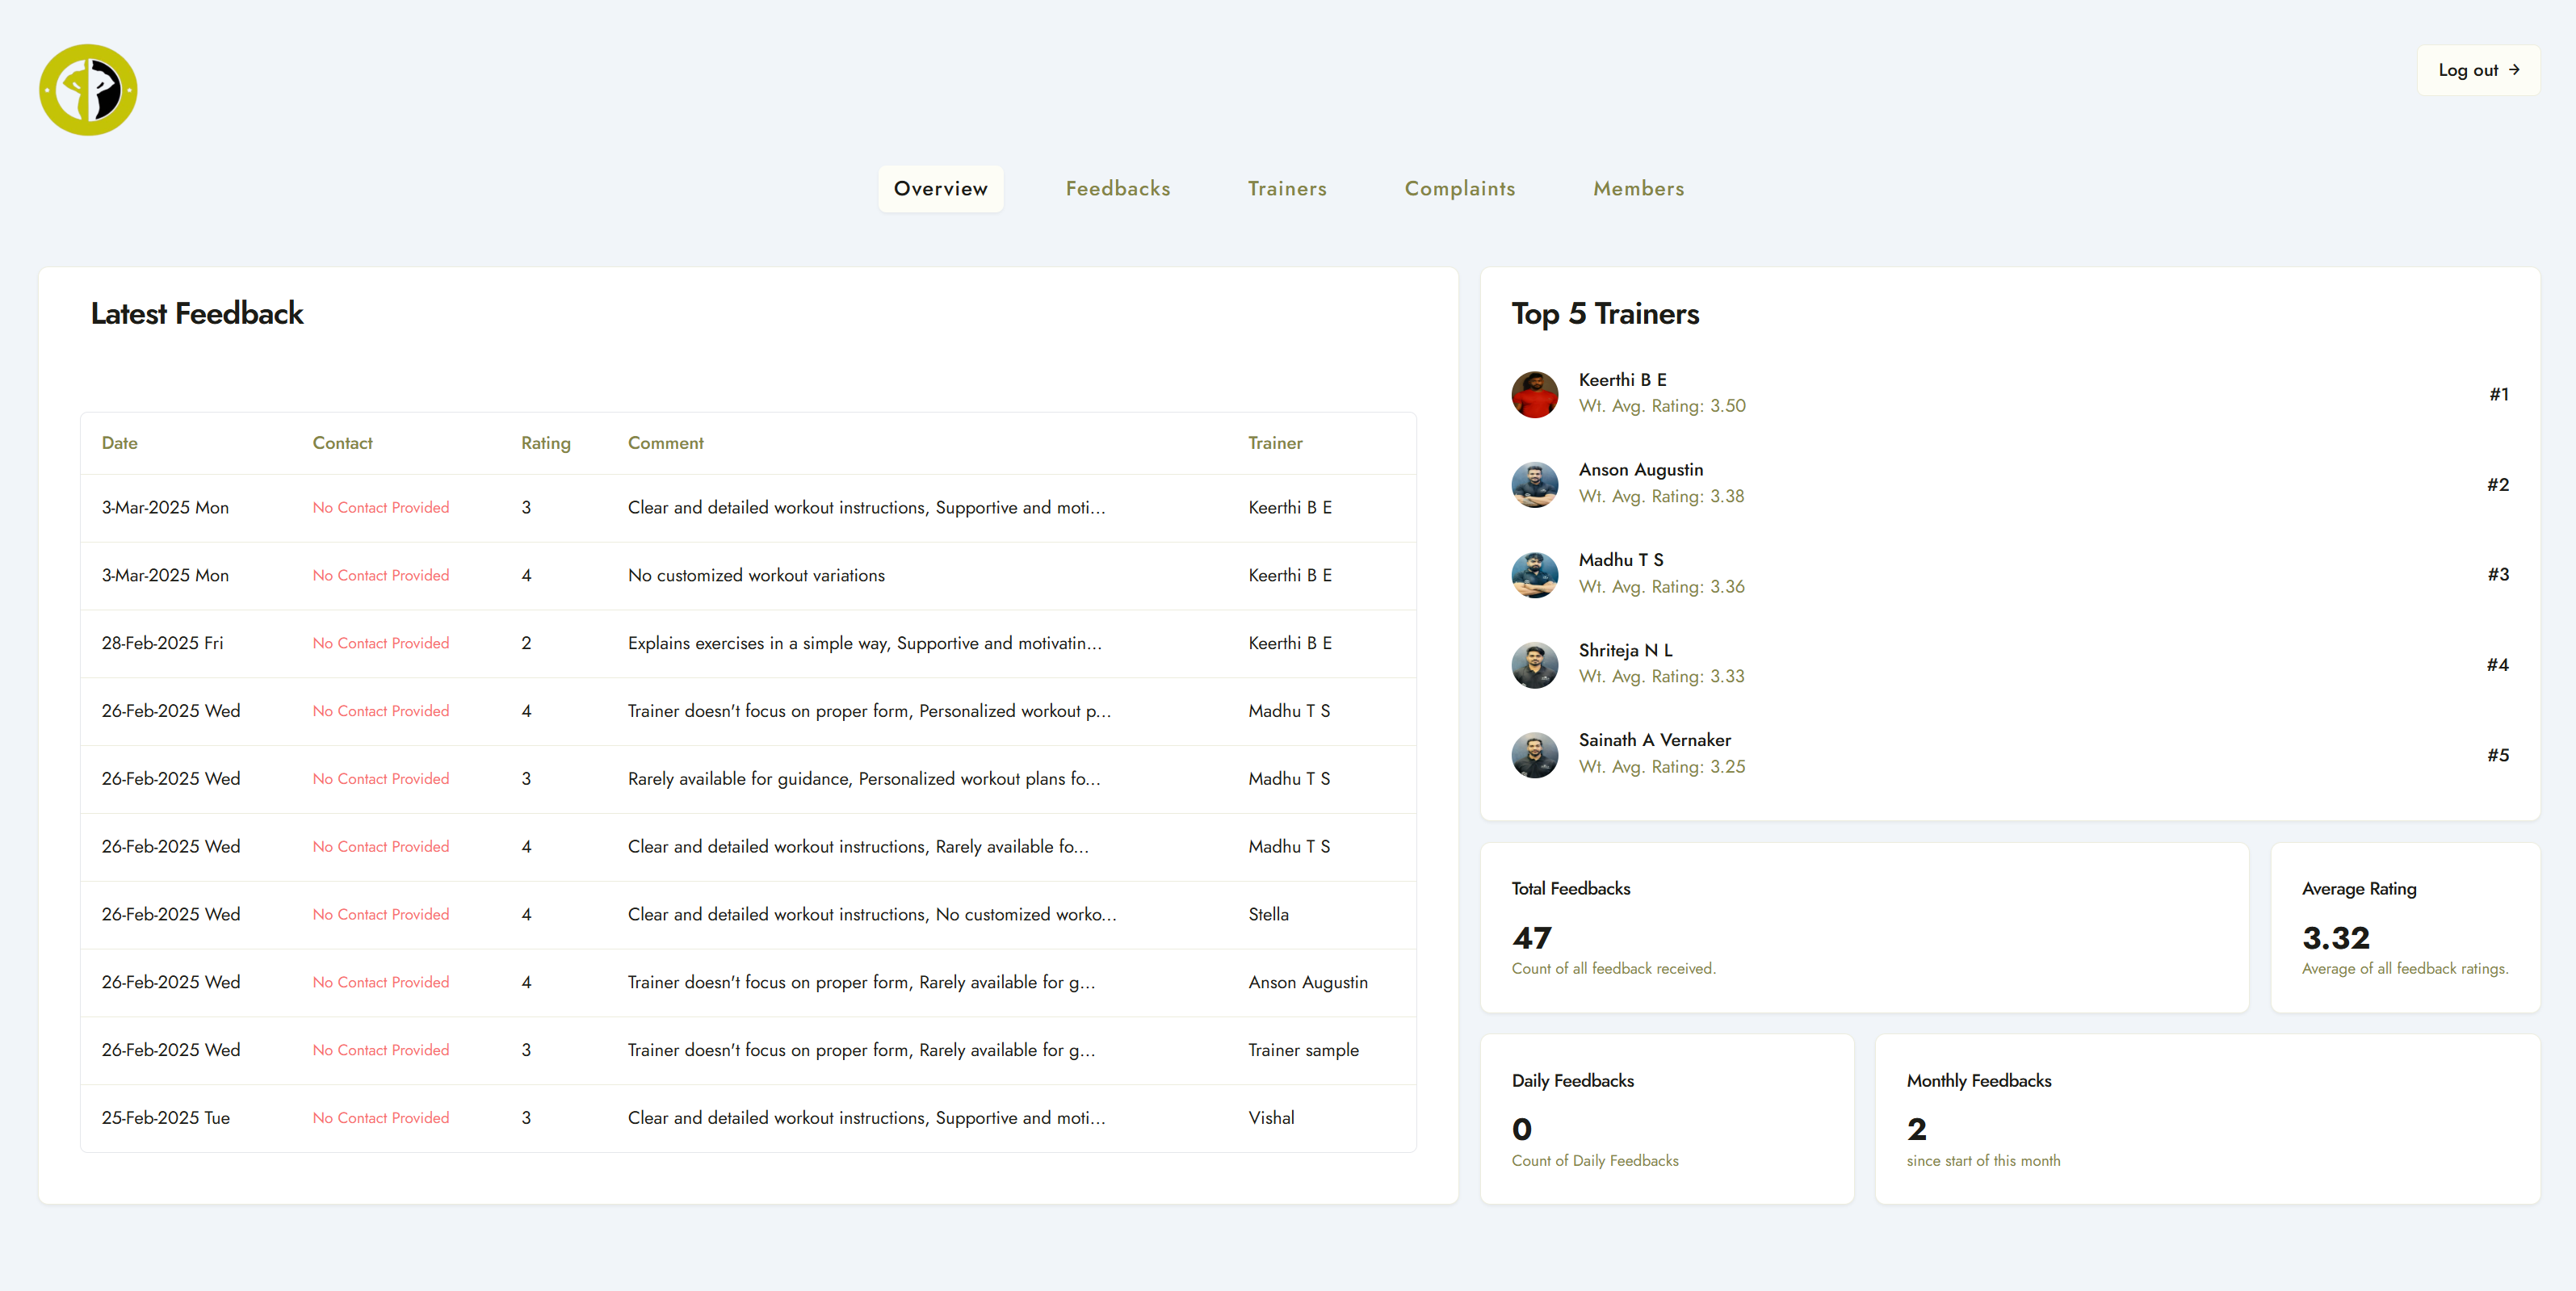 Log out →
Overview Feedbacks Trainers Complaints Members
Latest Feedback
Date Contact Rating Comment Trainer
3-Mar-2025 Mon No Contact Provided 3 Clear and detailed workout instructions, Supportive and moti... Keerthi B E
3-Mar-2025 Mon No Contact Provided 4 No customized workout variations Keerthi B E
28-Feb-2025 Fri No Contact Provided 2 Explains exercises in a simple way, Supportive and motivatin... Keerthi B E
26-Feb-2025 Wed No Contact Provided 4 Trainer doesn't focus on proper form, Personalized workout p... Madhu T S
26-Feb-2025 Wed No Contact Provided 3 Rarely available for guidance, Personalized workout plans fo... Madhu T S
26-Feb-2025 Wed No Contact Provided 4 Clear and detailed workout instructions, Rarely available fo... Madhu T S
26-Feb-2025 Wed No Contact Provided 4 Clear and detailed workout instructions, No customized worko... Stella
26-Feb-2025 Wed No Contact Provided 4 Trainer doesn't focus on proper form, Rarely available for g... Anson Augustin
26-Feb-2025 Wed No Contact Provided 3 Trainer doesn't focus on proper form, Rarely available for g... Trainer sample
25-Feb-2025 Tue No Contact Provided 3 Clear and detailed workout instructions, Supportive and moti... Vishal
Top 5 Trainers
Keerthi B E
Wt. Avg. Rating: 3.50
#1
Anson Augustin
Wt. Avg. Rating: 3.38
#2
Madhu T S
Wt. Avg. Rating: 3.36
#3
Shriteja N L
Wt. Avg. Rating: 3.33
#4
Sainath A Vernaker
Wt. Avg. Rating: 3.25
#5
Total Feedbacks
47
Count of all feedback received.
Average Rating
3.32
Average of all feedback ratings.
Daily Feedbacks
0
Count of Daily Feedbacks
Monthly Feedbacks
2
since start of this month